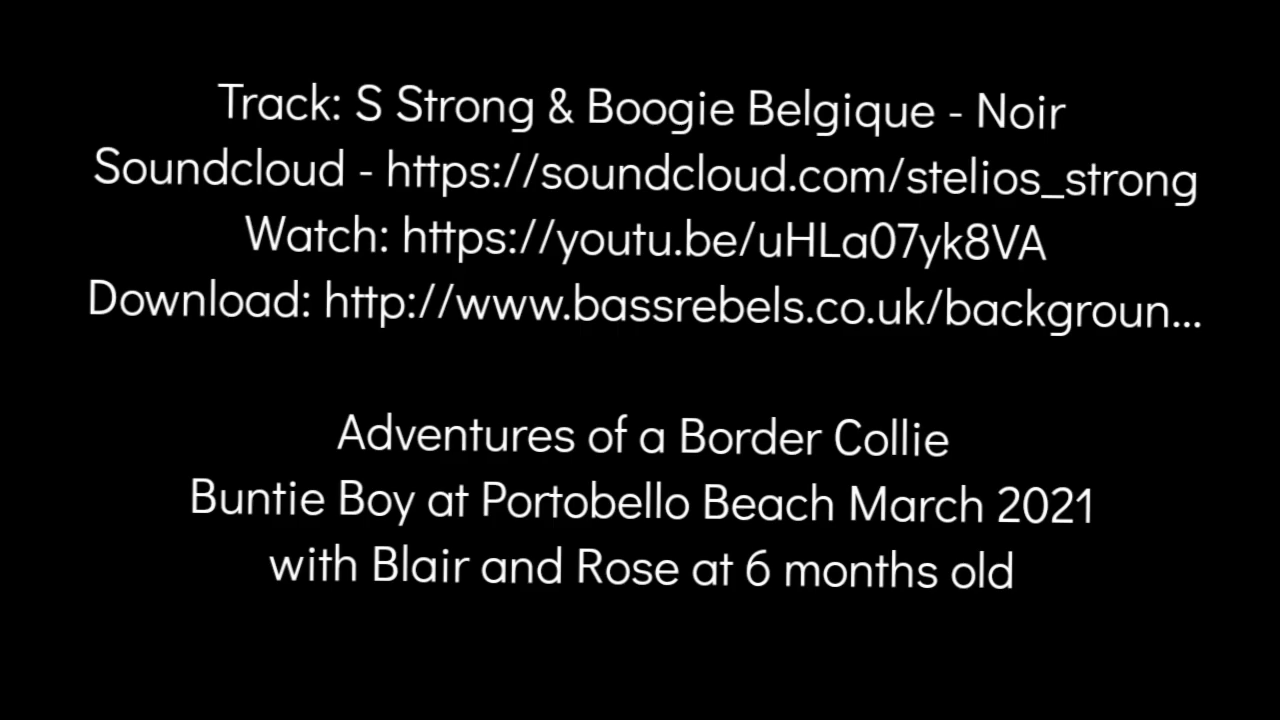 Track: S Strong & Boogie Belgique - Noir
Soundcloud - https://soundcloud.com/stelios_strong
Watch: https://youtu.be/uHLa07yk8VA
Download: http://www.bassrebels.co.uk/backgroun...
Adventures of a Border Collie
Buntie Boy at Portobello Beach March 2021
with Blair and Rose at 6 months old